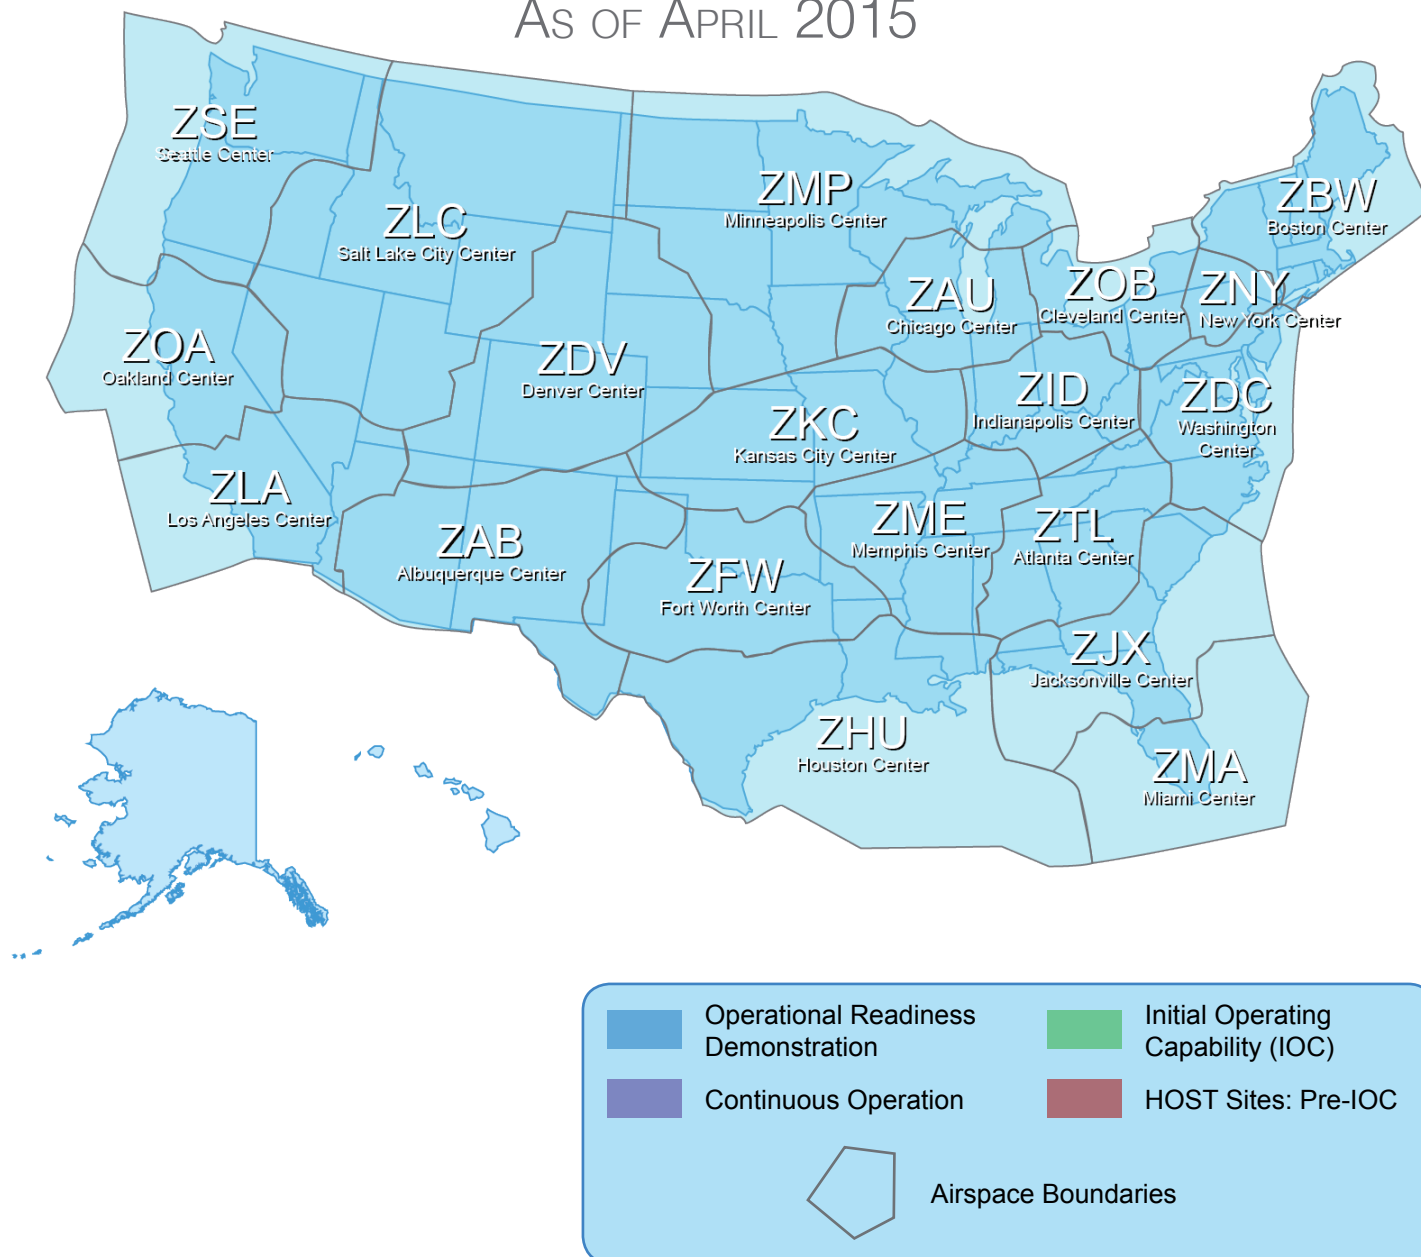 As of April 2015
ZSE
Seattle Center
ZLC
Salt Lake City Center
ZMP
Minneapolis Center
ZBW
Boston Center
ZAU
Chicago Center
ZOB
Cleveland Center
ZNY
New York Center
ZOA
Oakland Center
ZDV
Denver Center
ZKC
Kansas City Center
ZID
Indianapolis Center
ZDC
Washington
Center
ZLA
Los Angeles Center
ZAB
Albuquerque Center
ZFW
Fort Worth Center
ZME
Memphis Center
ZTL
Atlanta Center
ZJX
Jacksonville Center
ZHU
Houston Center
ZMA
Miami Center
Operational Readiness
Demonstration
Initial Operating
Capability (IOC)
Continuous Operation
HOST Sites: Pre-IOC
Airspace Boundaries